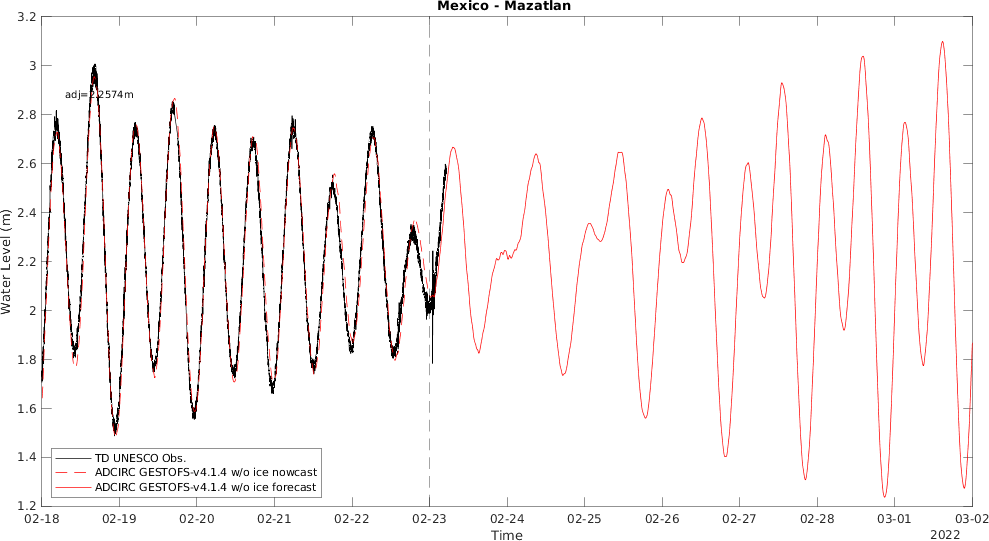 Mexico - Mazatlan
3.2
3
2.8
2.6
2.4
2.2
2
1.8
1.6
1.4
1.2
Water Level (m)
adj=2.2574m
TD UNESCO Obs.
ADCIRC GESTOFS-v4.1.4 w/o ice nowcast
ADCIRC GESTOFS-v4.1.4 w/o ice forecast
02-18 02-19 02-20 02-21 02-22 02-23 02-24 02-25 02-26 02-27 02-28 03-01 03-02
Time
2022